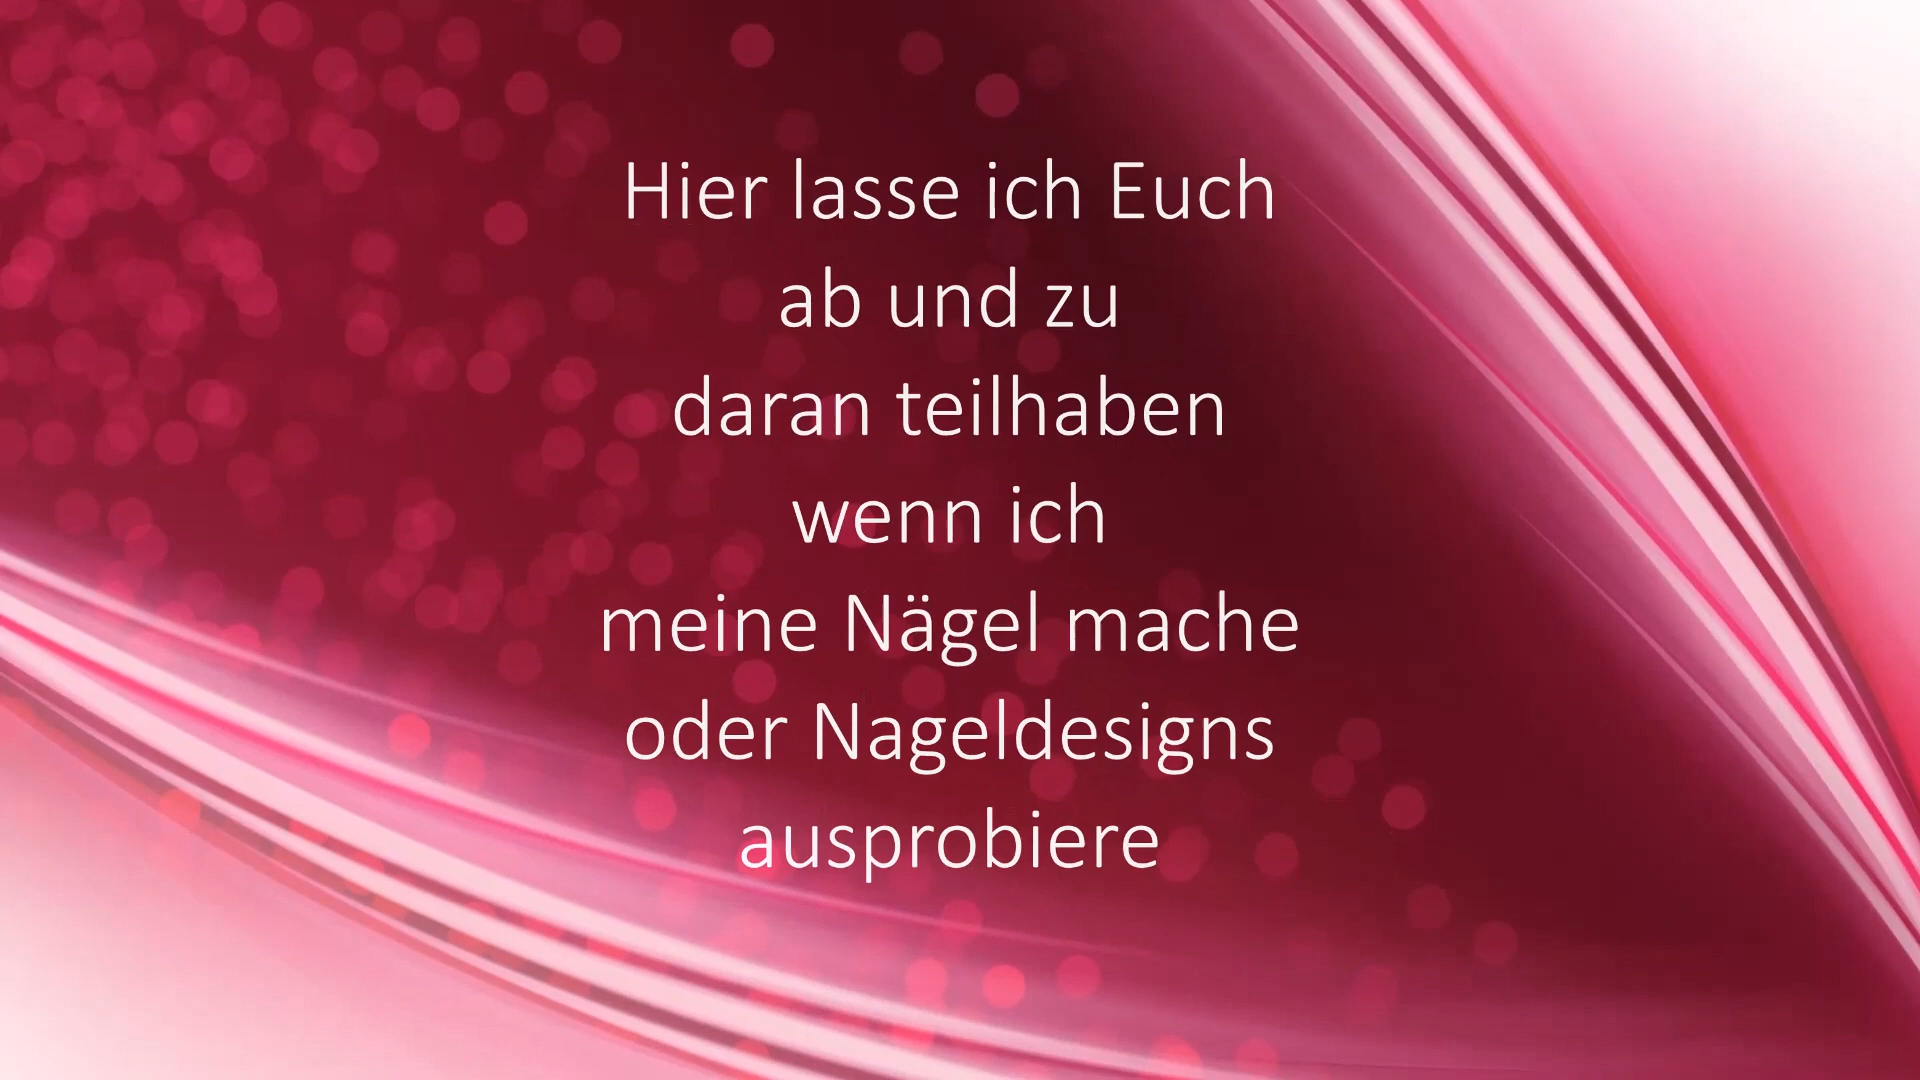 Hier lasse ich Euch
ab und zu
daran teilhaben
wenn ich
meine Nägel mache
oder Nageldesigns
ausprobiere